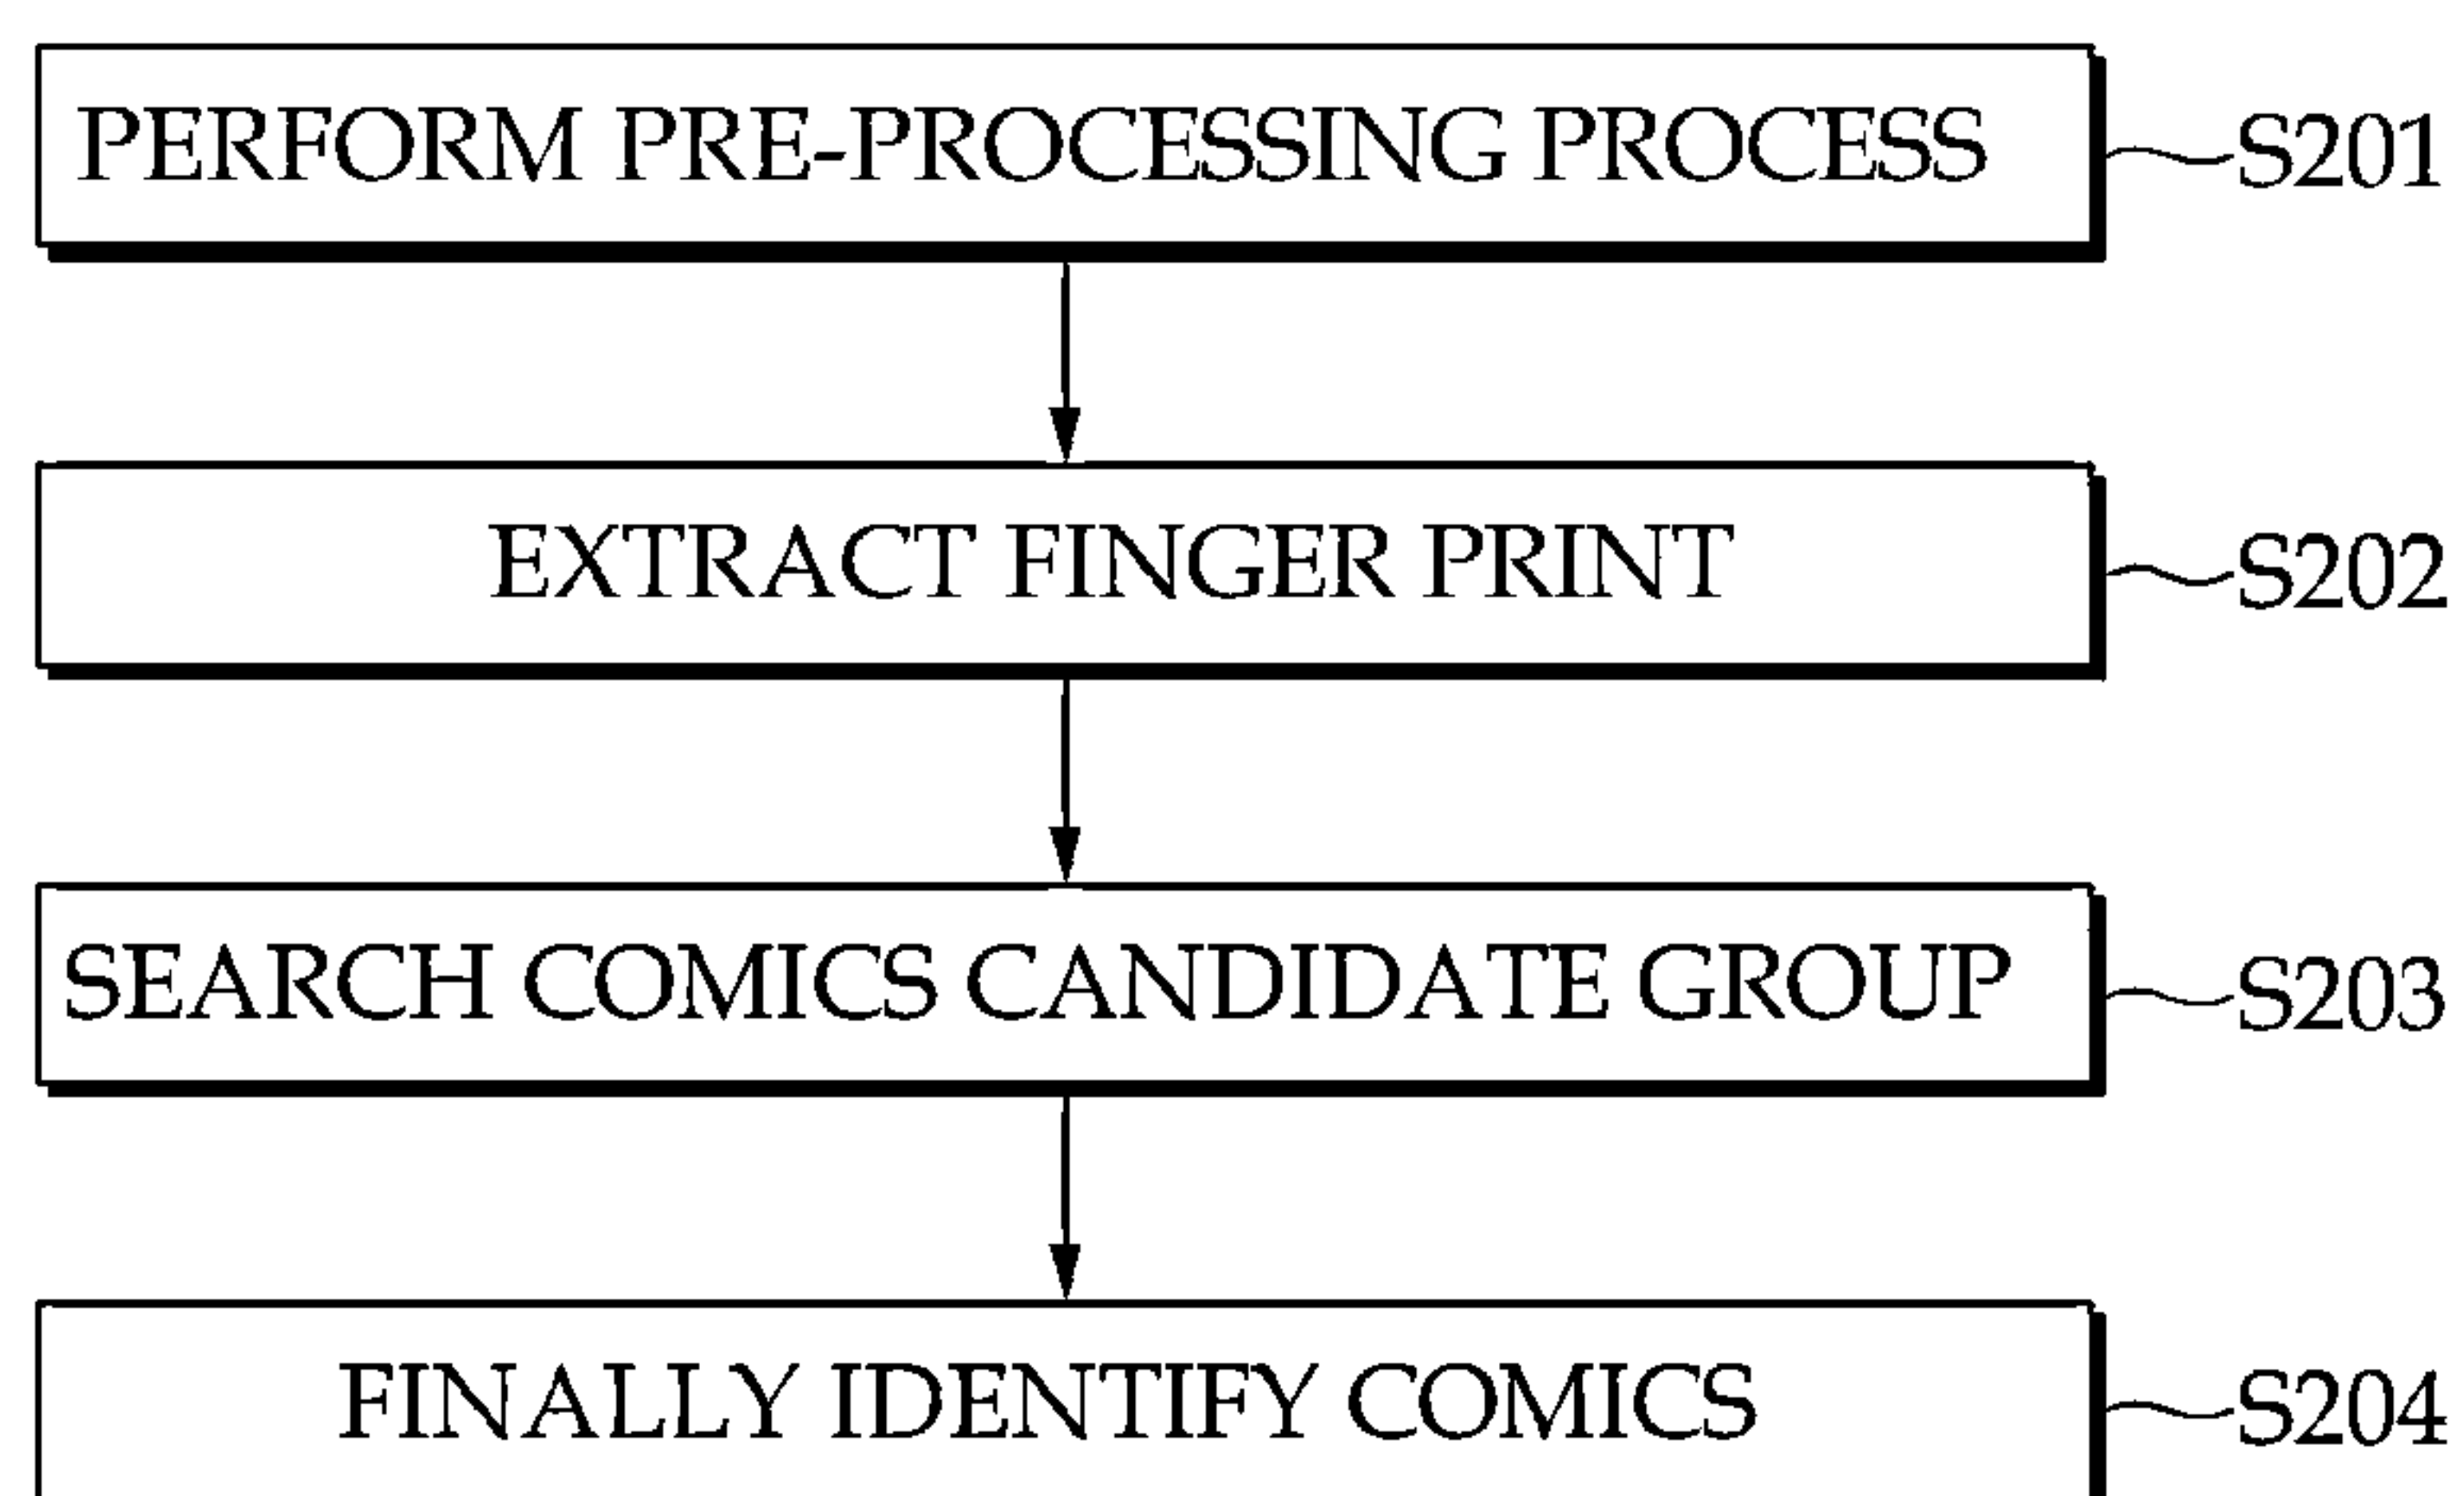 PERFORM PRE-PROCESSING PROCESS S201
EXTRACT FINGER PRINT S202
SEARCH COMICS CANDIDATE GROUP S203
FINALLY IDENTIFY COMICS S204